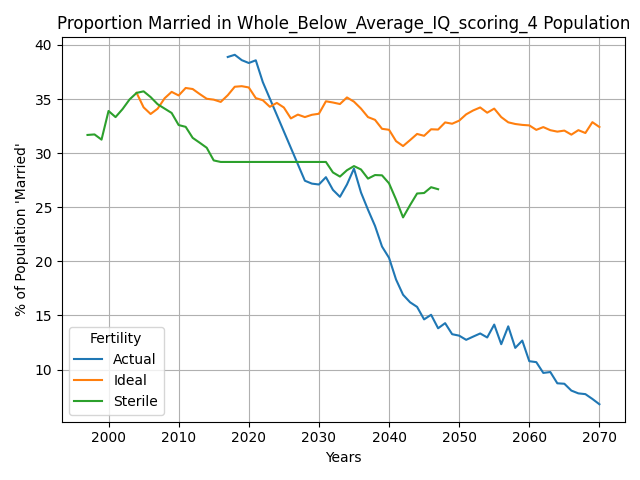 Proportion Married in Whole_Below_Average_IQ_scoring_4 Population
% of Population 'Married'
40
35
30
25
20
15
10
Fertility
Actual
Ideal
Sterile
2000 2010 2020 2030 2040 2050 2060 2070
Years